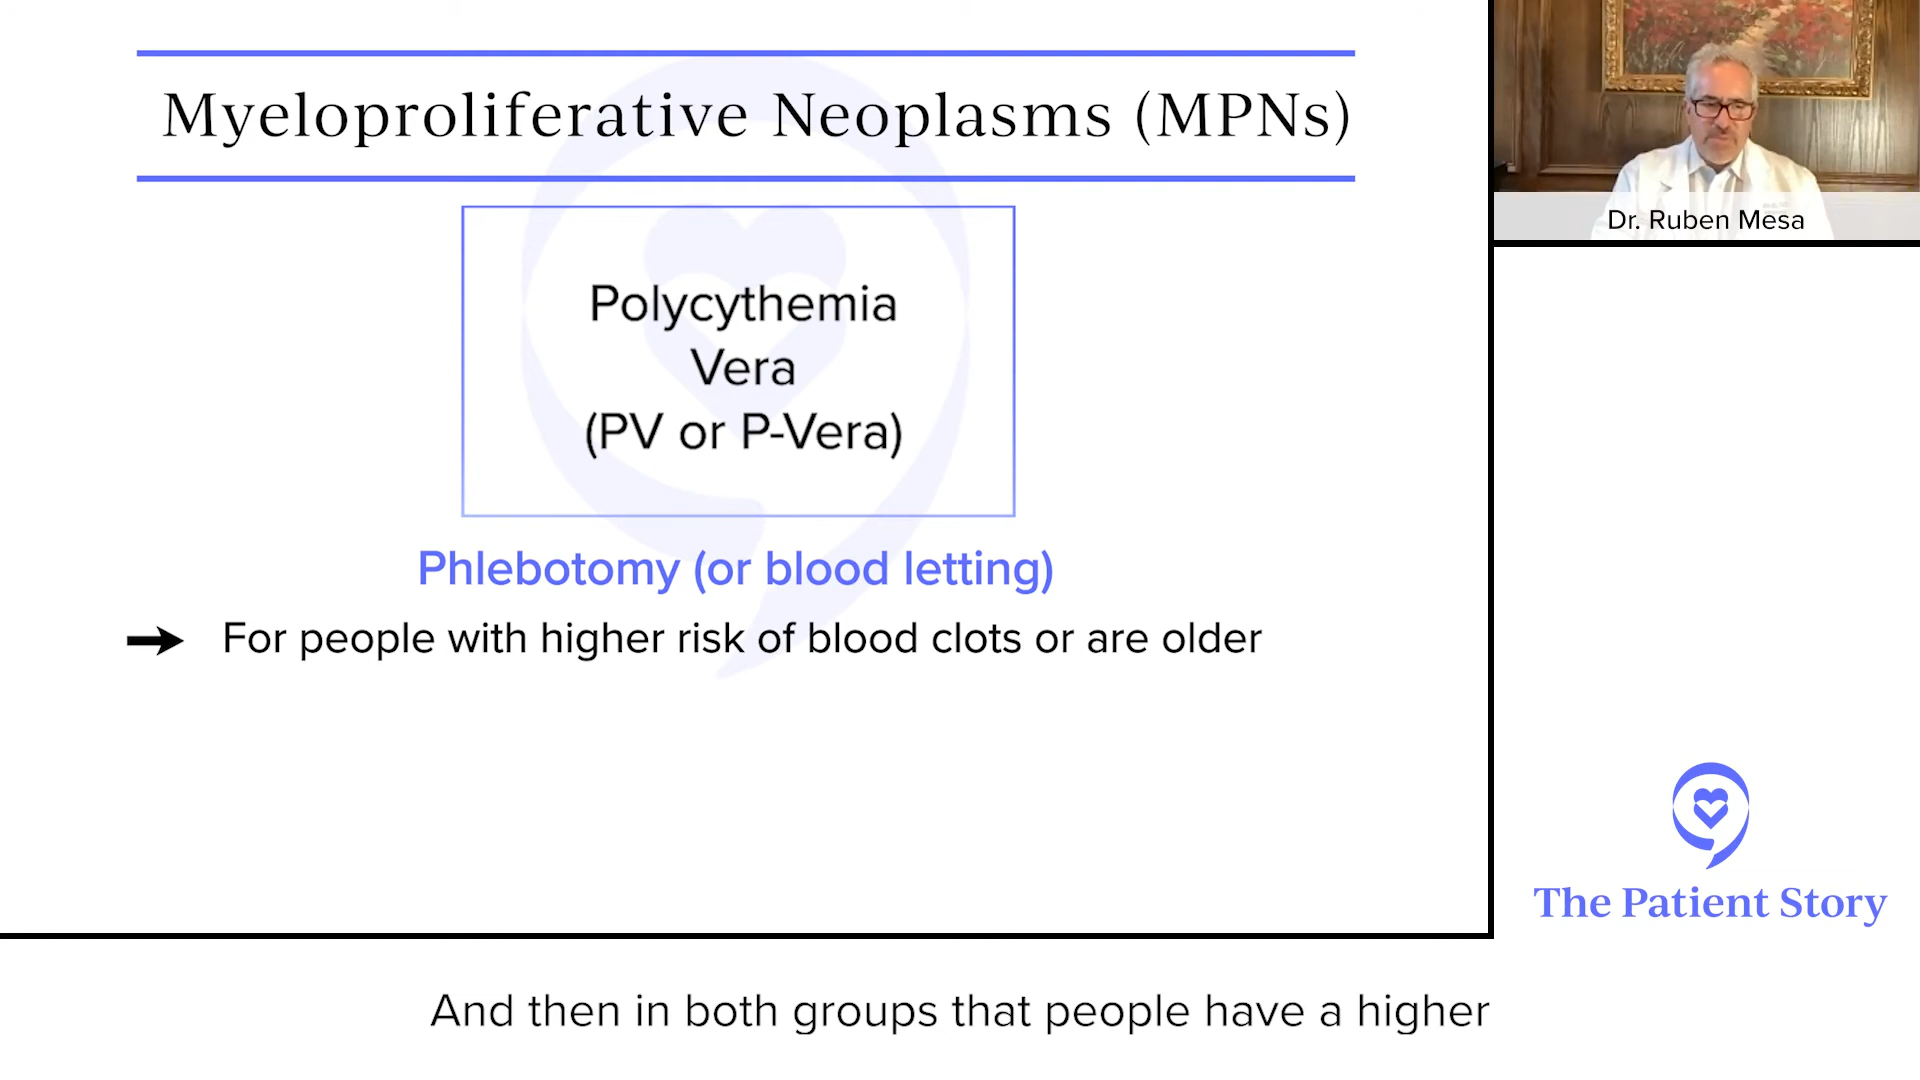 Myeloproliferative Neoplasms (MPNs)
Polycythemia
Vera
(PV or P-Vera)
Phlebotomy (or blood letting)
For people with higher risk of blood clots or are older
Dr. Ruben Mesa
The Patient Story
And then in both groups that people have a higher